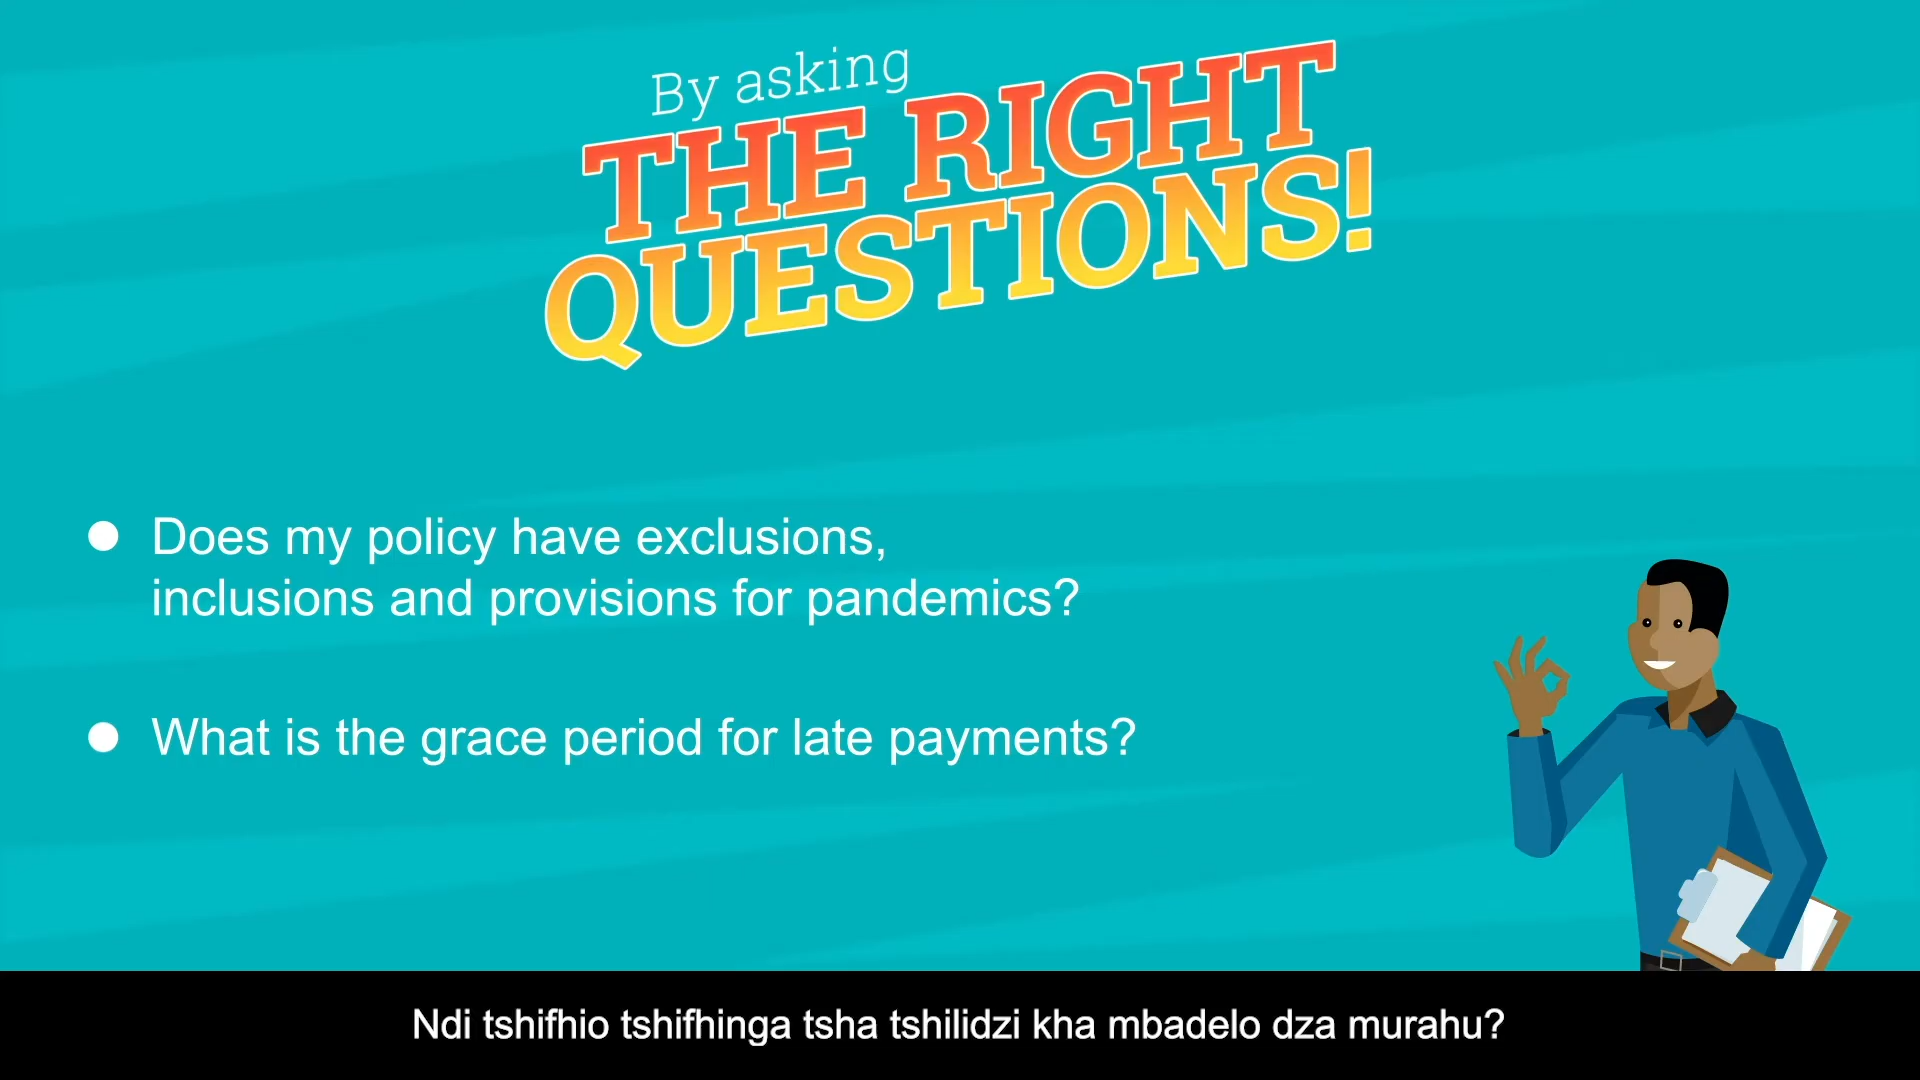 By asking
THE RIGHT
QUESTIONS!
● Does my policy have exclusions,
inclusions and provisions for pandemics?
● What is the grace period for late payments?
Ndi tshifhio tshifhinga tsha tshilidzi kha mbadelo dza murahu?